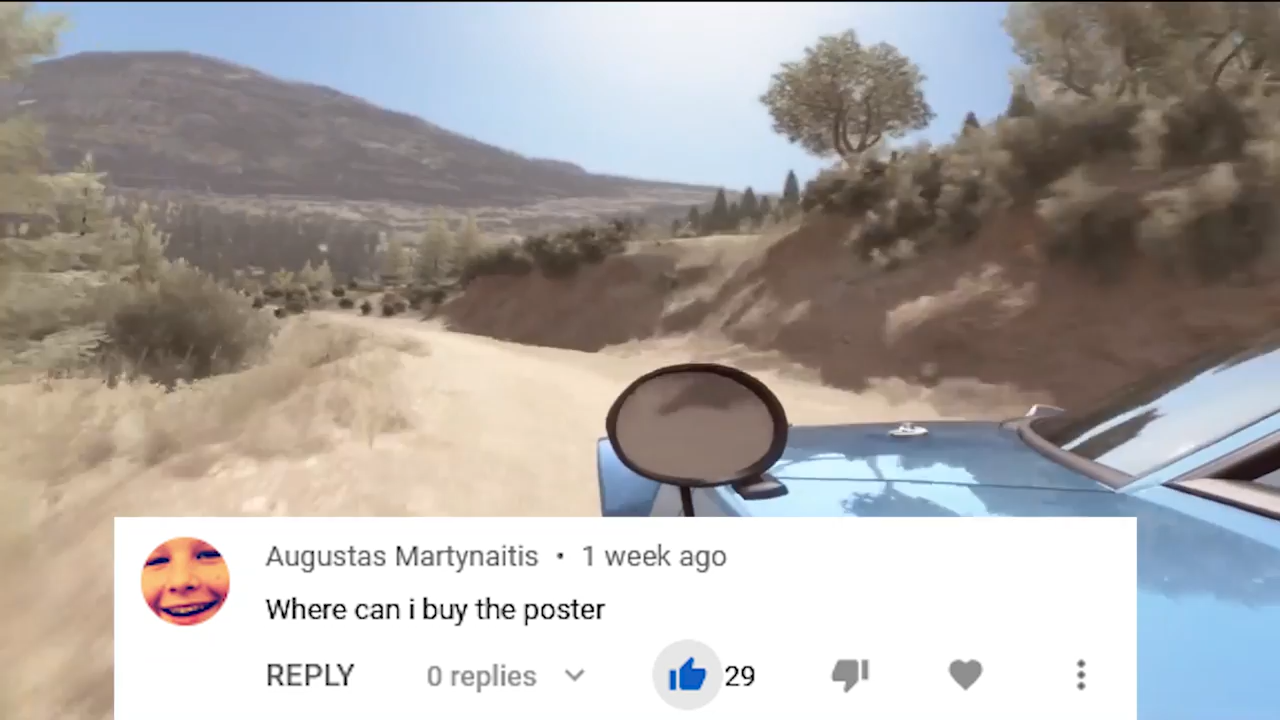 Augustas Martynaitis • 1 week ago
Where can i buy the poster
REPLY 0 replies 29